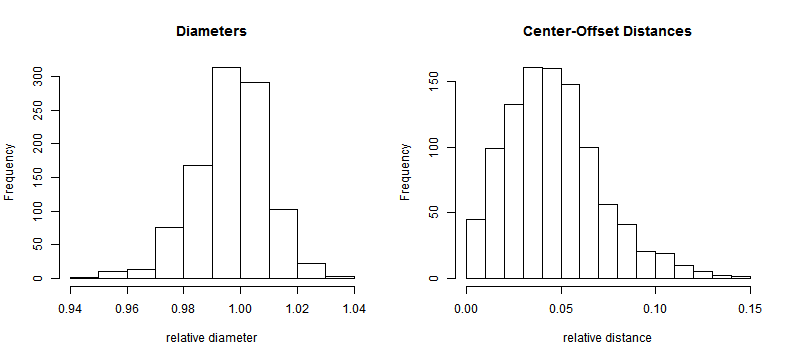 Diameters
Frequency
0
50
100
150
200
250
300
0.94 0.96 0.98 1.00 1.02 1.04
relative diameter
Center-Offset Distances
Frequency
0
50
100
150
0.00 0.05 0.10 0.15
relative distance